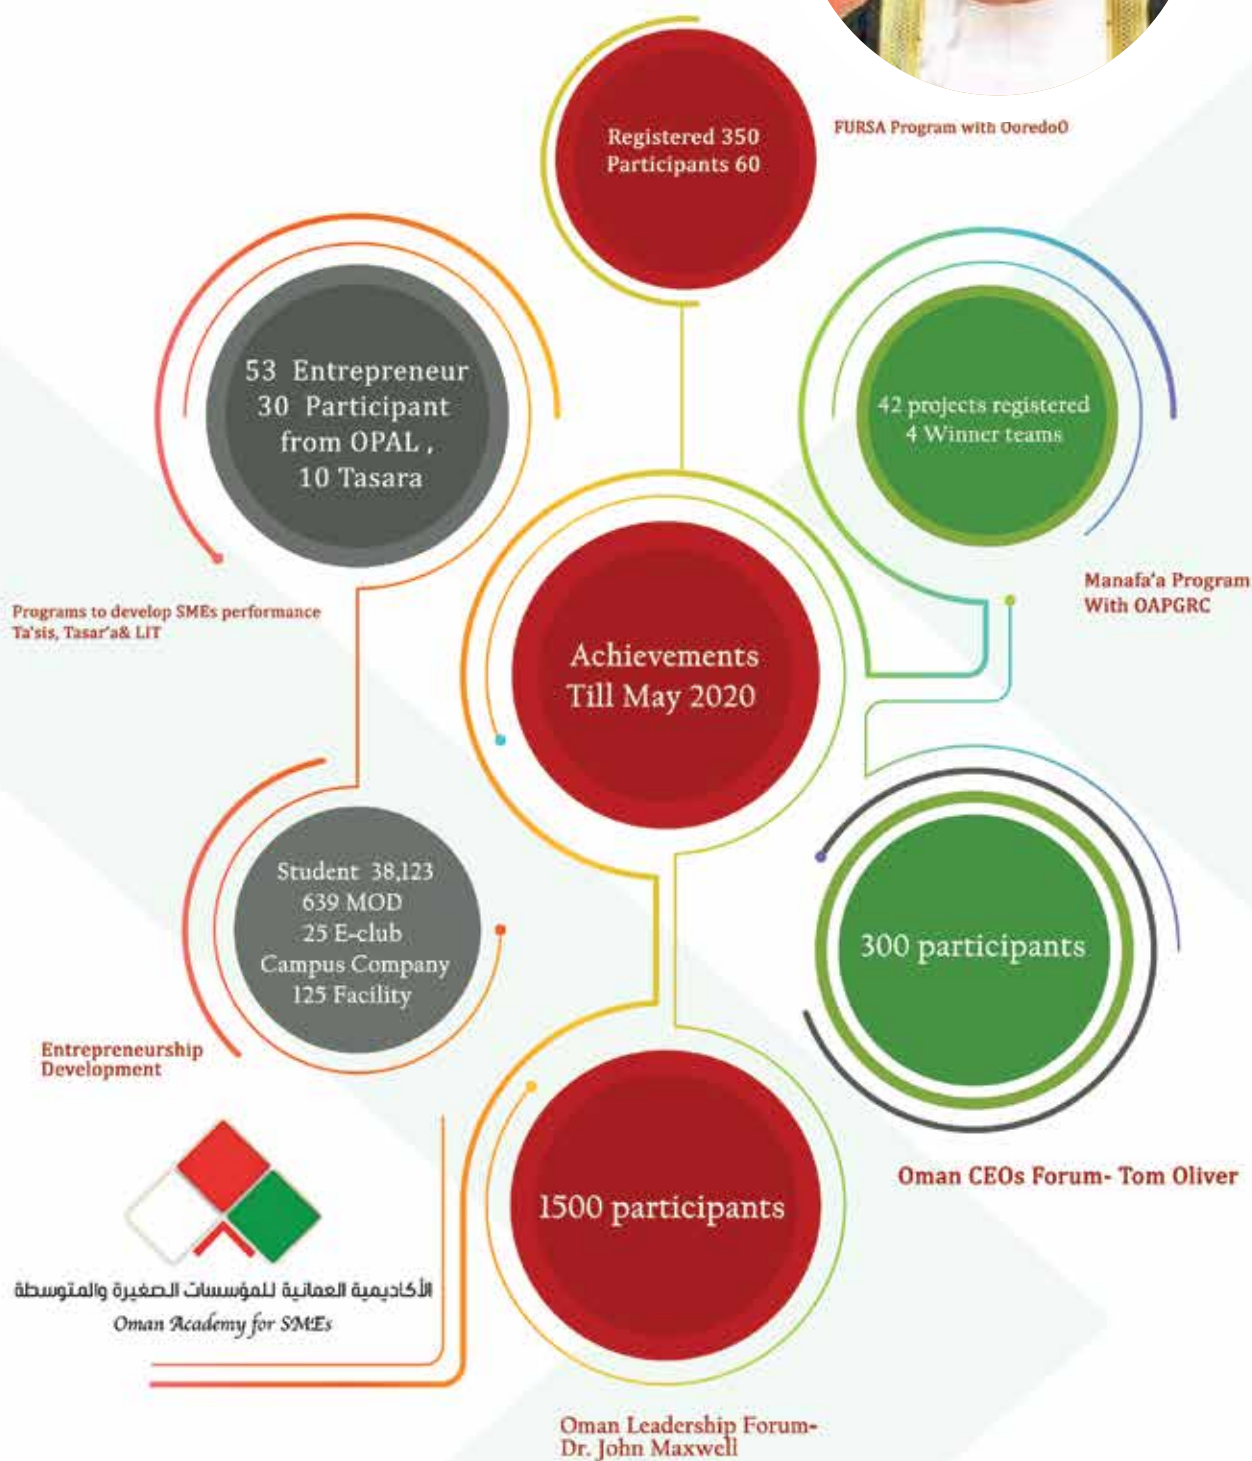 Registered 350
Participants 60
FURSA Program with OoredoO
53 Entrepreneur
30 Participant
from OPAL ,
10 Tasara
Programs to develop SMEs performance
Ta'sis, Tasar'a& LIT
42 projects registered
4 Winner teams
Manafa'a Program
With OAPGRC
Achievements
Till May 2020
Student 38,123
639 MOD
25 E-club
Campus Company
125 Facility
Entrepreneurship
Development
300 participants
Oman CEOs Forum- Tom Oliver
الأكاديمية العمانية للمؤسسات الصغيرة والمتوسطة
Oman Academy for SMEs
1500 participants
Oman Leadership Forum-
Dr. John Maxwell